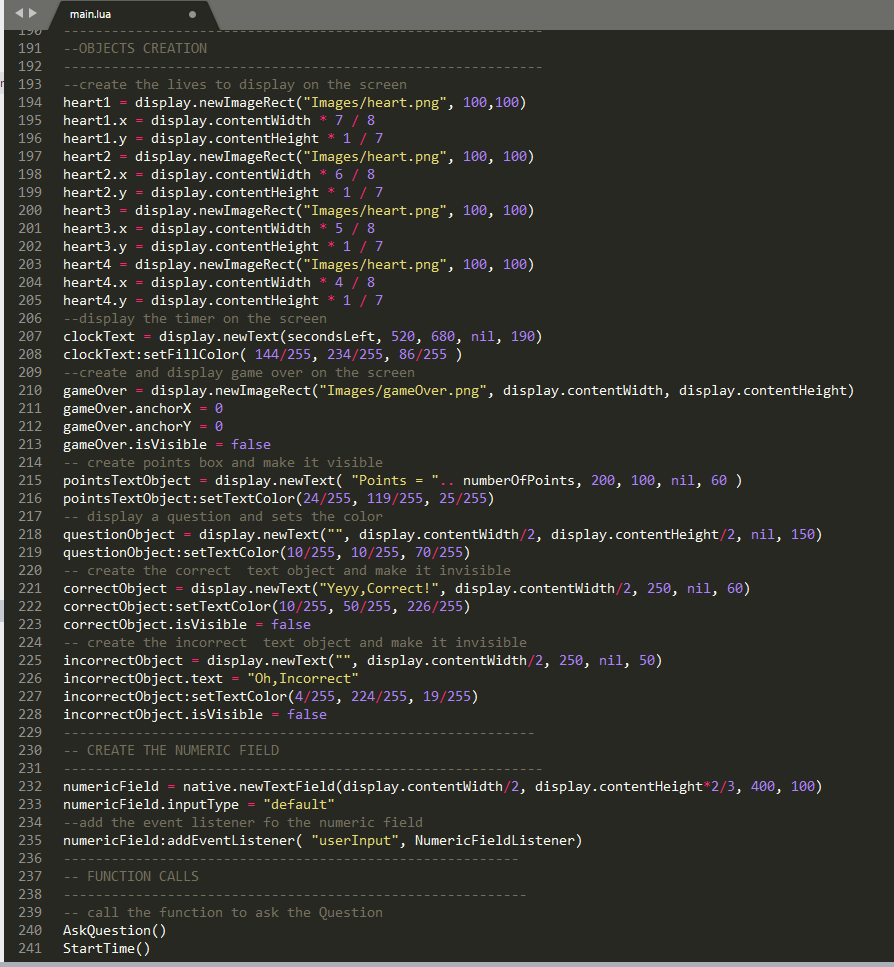 main.lua
190 ------------------------------------------------------------
191 --OBJECTS CREATION
192 ------------------------------------------------------------
193 --create the lives to display on the screen
194 heart1 = display.newImageRect("Images/heart.png", 100,100)
195 heart1.x = display.contentWidth * 7 / 8
196 heart1.y = display.contentHeight * 1 / 7
197 heart2 = display.newImageRect("Images/heart.png", 100, 100)
198 heart2.x = display.contentWidth * 6 / 8
199 heart2.y = display.contentHeight * 1 / 7
200 heart3 = display.newImageRect("Images/heart.png", 100, 100)
201 heart3.x = display.contentWidth * 5 / 8
202 heart3.y = display.contentHeight * 1 / 7
203 heart4 = display.newImageRect("Images/heart.png", 100, 100)
204 heart4.x = display.contentWidth * 4 / 8
205 heart4.y = display.contentHeight * 1 / 7
206 --display the timer on the screen
207 clockText = display.newText(secondsLeft, 520, 680, nil, 190)
208 clockText:setFillColor( 144/255, 234/255, 86/255 )
209 --create and display game over on the screen
210 gameOver = display.newImageRect("Images/gameOver.png", display.contentWidth, display.contentHeight)
211 gameOver.anchorX = 0
212 gameOver.anchorY = 0
213 gameOver.isVisible = false
214 -- create points box and make it visible
215 pointsTextObject = display.newText( "Points = ".. numberOfPoints, 200, 100, nil, 60 )
216 pointsTextObject:setTextColor(24/255, 119/255, 25/255)
217 -- display a question and sets the color
218 questionObject = display.newText("", display.contentWidth/2, display.contentHeight/2, nil, 150)
219 questionObject:setTextColor(10/255, 10/255, 70/255)
220 -- create the correct  text object and make it invisible
221 correctObject = display.newText("Yeyy,Correct!", display.contentWidth/2, 250, nil, 60)
222 correctObject:setTextColor(10/255, 50/255, 226/255)
223 correctObject.isVisible = false
224 -- create the incorrect  text object and make it invisible
225 incorrectObject = display.newText("", display.contentWidth/2, 250, nil, 50)
226 incorrectObject.text = "Oh,Incorrect"
227 incorrectObject:setTextColor(4/255, 224/255, 19/255)
228 incorrectObject.isVisible = false
229 -----------------------------------------------------------
230 -- CREATE THE NUMERIC FIELD
231 ------------------------------------------------------------
232 numericField = native.newTextField(display.contentWidth/2, display.contentHeight*2/3, 400, 100)
233 numericField.inputType = "default"
234 --add the event listener fo the numeric field
235 numericField:addEventListener( "userInput", NumericFieldListener)
236 ---------------------------------------------------------
237 -- FUNCTION CALLS
238 ----------------------------------------------------------
239 -- call the function to ask the Question
240 AskQuestion()
241 StartTime()